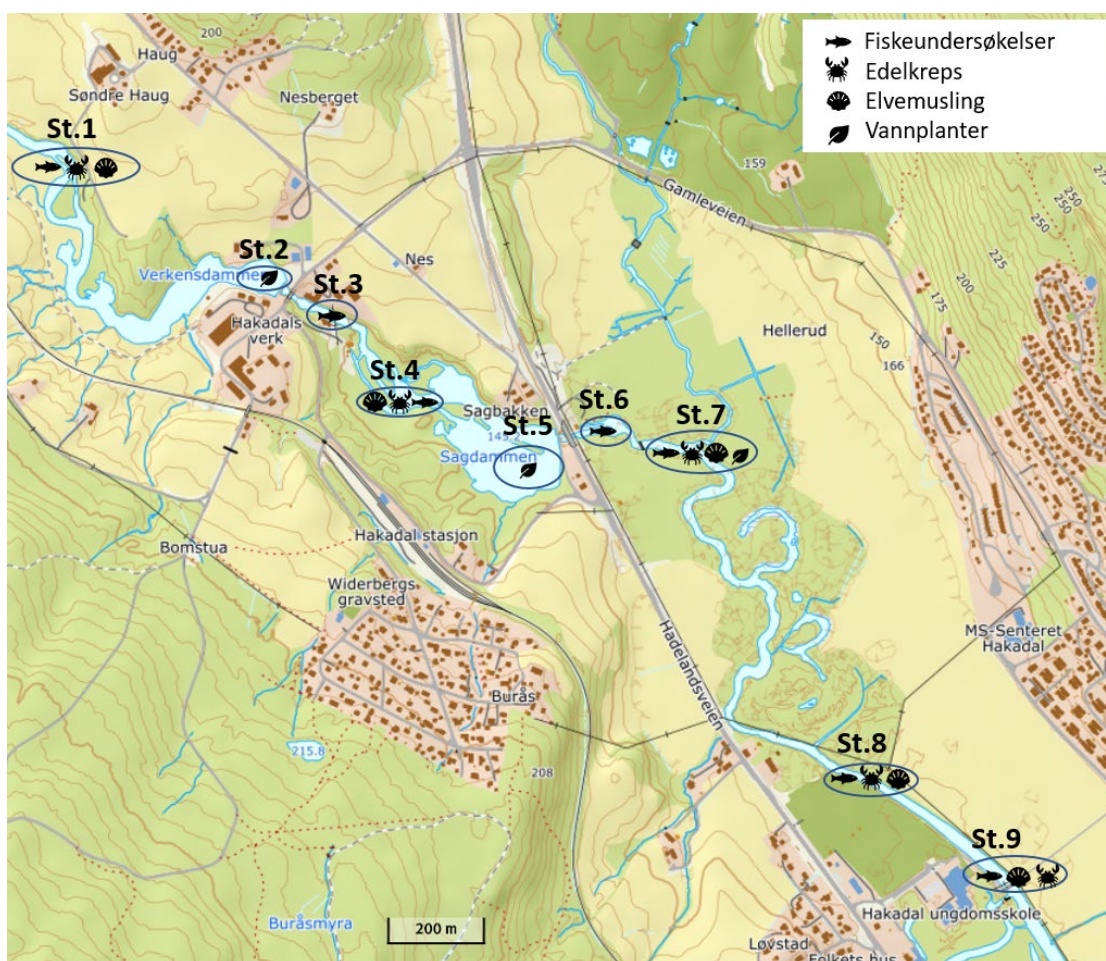 Fiskeundersøkelser
Edelkreps
Elvemusling
Vannplanter
200
Haug
Søndre Haug
Nesberget
St.1
159
Gamleveien
250
250
250
225
200
175
St.2
Verkensdammen
Nes
St.3
Hakadals
verk
Hellerud
150
166
St.4
Sagbakken
St.5
Sagdammen
St.6
St.7
Hakadal stasjon
Bomstua
Widerbergs
gravsted
Hadelandsveien
MS-Senteret
Hakadal
Burås
215.8
208
St.8
St.9
Buråsmyra
200 m
Hakadal ungdomsskole
Løvstad
Folkets hus